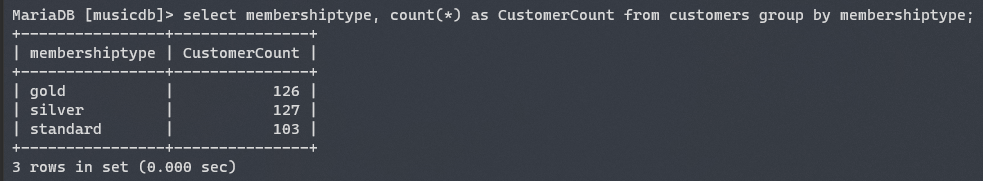 MariaDB [musicdb]> select membershiptype, count(*) as CustomerCount from customers group by membershiptype;
+----------------+---------------+
| membershiptype | CustomerCount |
+----------------+---------------+
| gold           |           126 |
| silver         |           127 |
| standard       |           103 |
+----------------+---------------+
3 rows in set (0.000 sec)